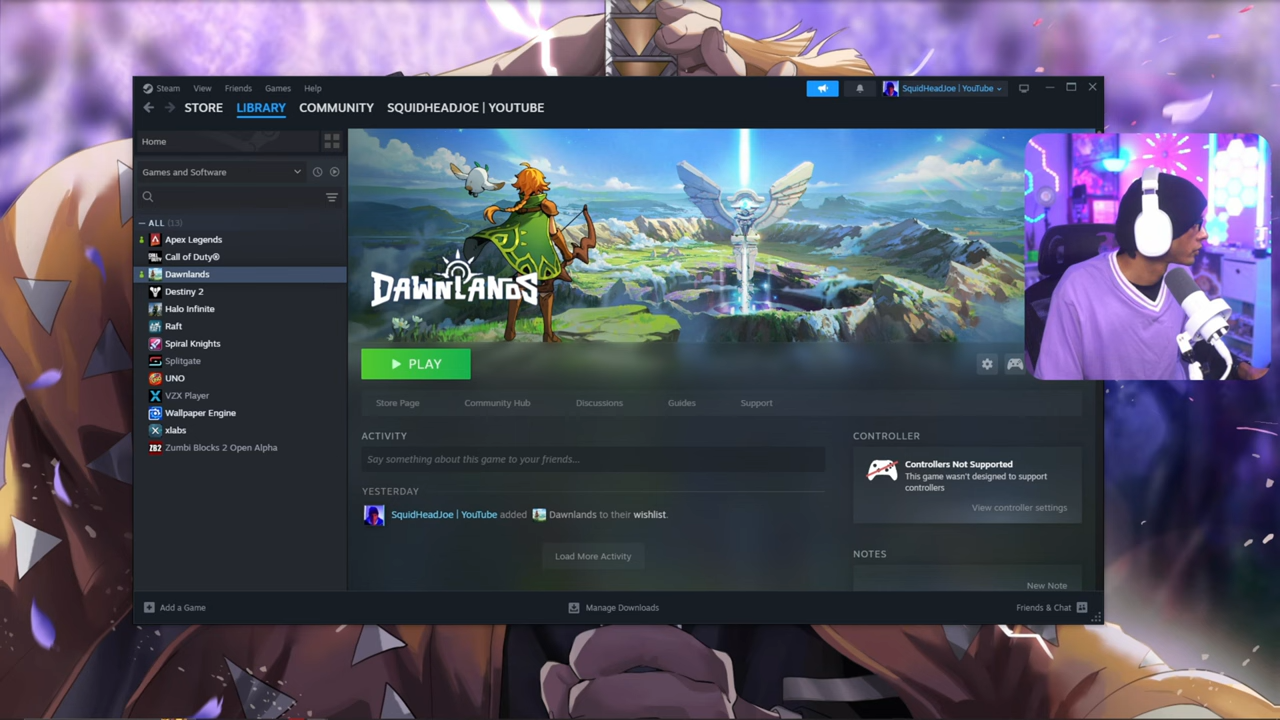 Steam View Friends Games Help
SquidHeadJoe | YouTube
STORE LIBRARY COMMUNITY SQUIDHEADJOE | YOUTUBE
Home
Games and Software
ALL (13)
Apex Legends
Call of Duty®
Dawnlands
Destiny 2
Halo Infinite
Raft
Spiral Knights
Splitgate
UNO
VZX Player
Wallpaper Engine
xlabs
ZB2 Zumbi Blocks 2 Open Alpha
DAWNLANDS
PLAY
Store Page Community Hub Discussions Guides Support
ACTIVITY
Say something about this game to your friends...
YESTERDAY
SquidHeadJoe | YouTube added Dawnlands to their wishlist.
Load More Activity
CONTROLLER
Controllers Not Supported
This game wasn't designed to support
controllers
View controller settings
NOTES
New Note
Add a Game
Manage Downloads
Friends & Chat